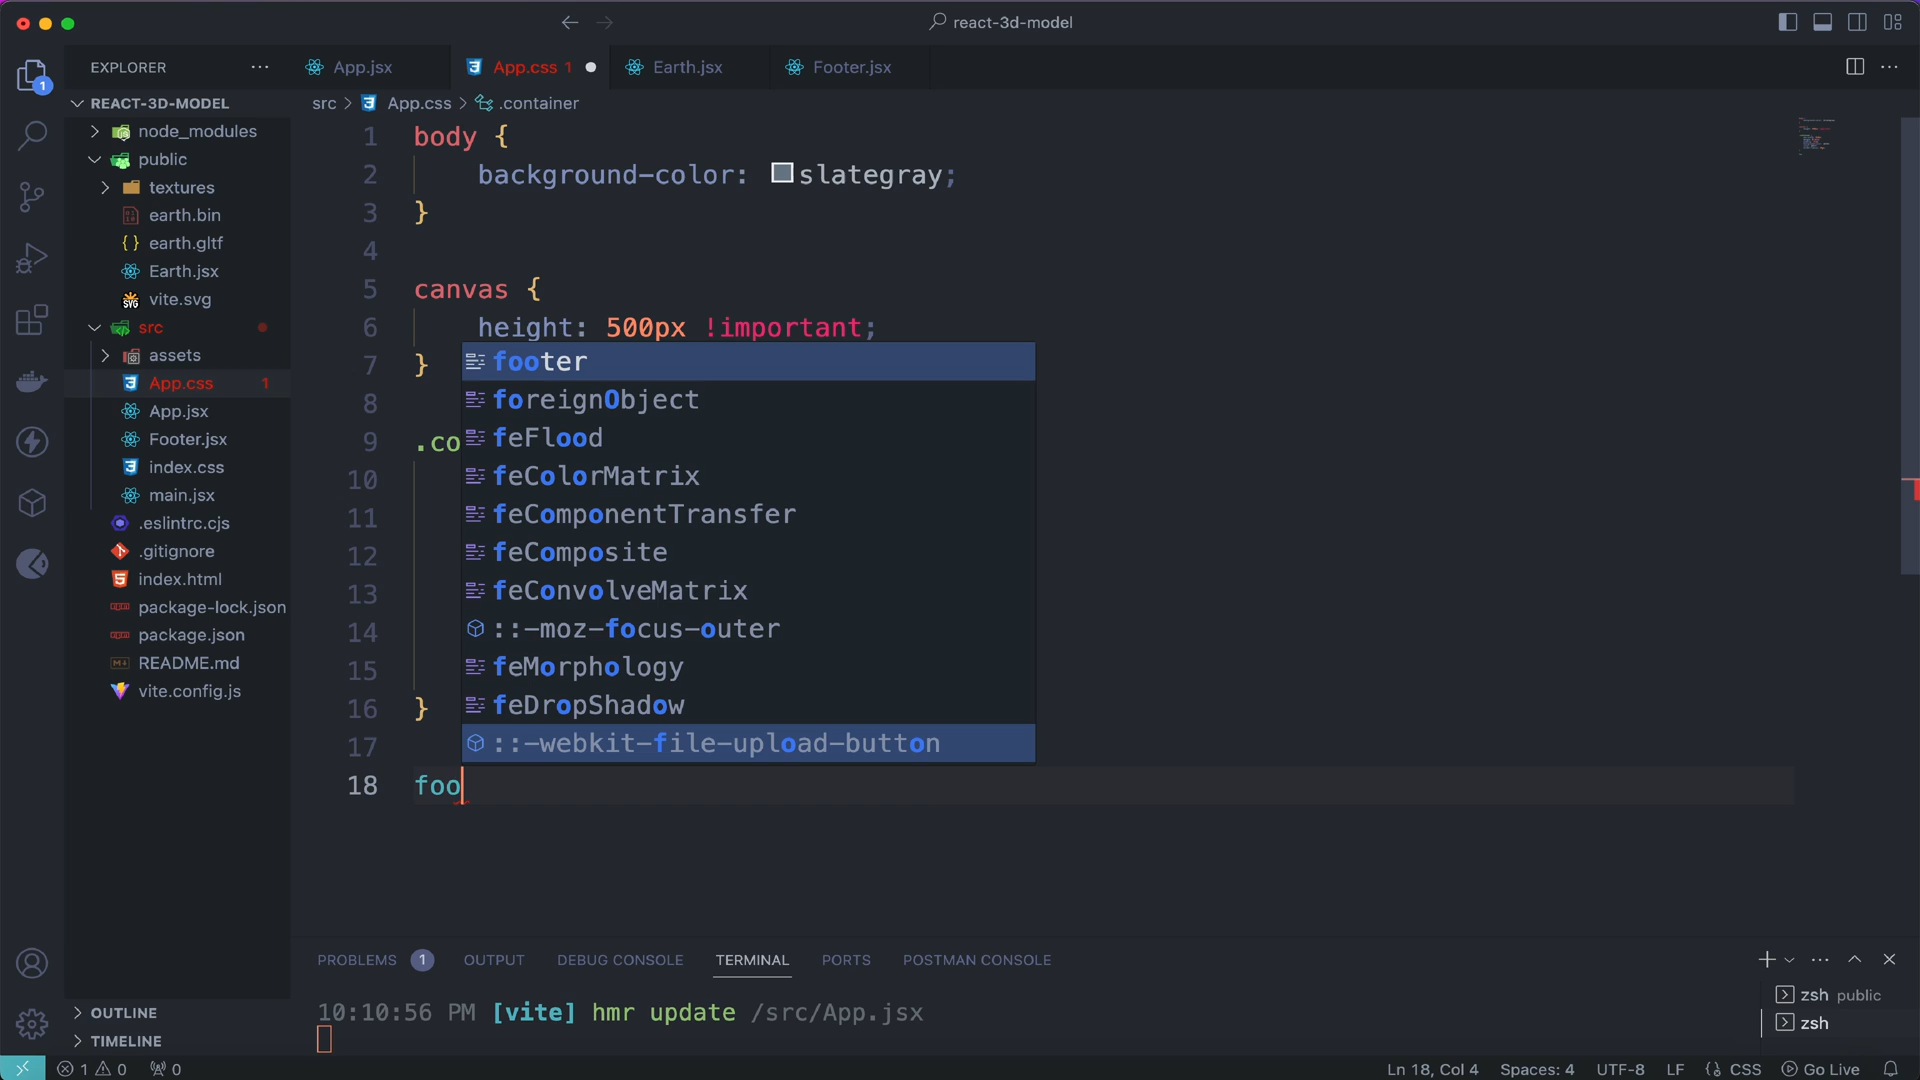 react-3d-model
EXPLORER
App.jsx
App.css 1
Earth.jsx
Footer.jsx
REACT-3D-MODEL
node_modules
public
textures
earth.bin
earth.gltf
Earth.jsx
vite.svg
src
assets
App.css 1
App.jsx
Footer.jsx
index.css
main.jsx
.eslintrc.cjs
.gitignore
index.html
package-lock.json
package.json
README.md
vite.config.js
OUTLINE
TIMELINE
src > App.css > .container
1 body {
2 background-color: slategray;
3 }
4
5 canvas {
6 height: 500px !important;
7 }
8
9 .co
10
11
12
13
14
15
16 }
17
18 foo
footer
foreignObject
feFlood
feColorMatrix
feComponentTransfer
feComposite
feConvolveMatrix
::-moz-focus-outer
feMorphology
feDropShadow
::-webkit-file-upload-button
PROBLEMS 1 OUTPUT DEBUG CONSOLE TERMINAL PORTS POSTMAN CONSOLE
10:10:56 PM [vite] hmr update /src/App.jsx
zsh public
zsh
1 0 0
Ln 18, Col 4 Spaces: 4 UTF-8 LF CSS Go Live